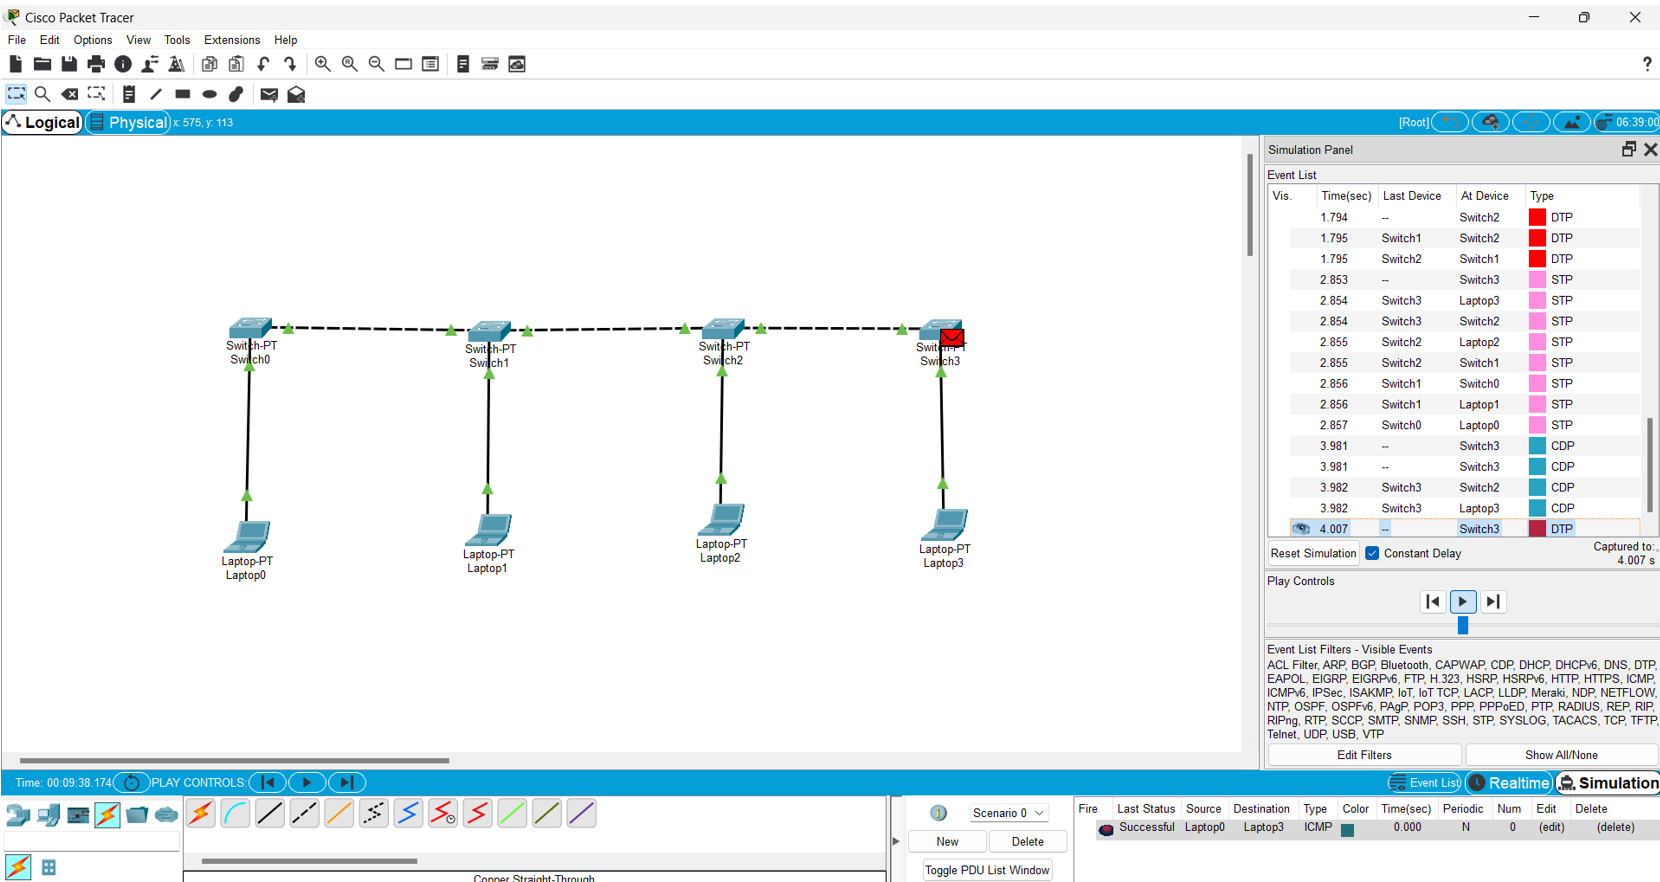 Cisco Packet Tracer
File Edit Options View Tools Extensions Help
?
Logical Physical x: 575, y: 113 [Root] 06:39:00
Simulation Panel
Event List
Vis. Time(sec) Last Device At Device Type
1.794 -- Switch2 DTP
1.795 Switch1 Switch2 DTP
1.795 Switch2 Switch1 DTP
2.853 -- Switch3 STP
2.854 Switch3 Laptop3 STP
2.854 Switch3 Switch2 STP
2.855 Switch2 Laptop2 STP
2.855 Switch2 Switch1 STP
2.856 Switch1 Switch0 STP
2.856 Switch1 Laptop1 STP
2.857 Switch0 Laptop0 STP
3.981 -- Switch3 CDP
3.981 -- Switch3 CDP
3.982 Switch3 Switch2 CDP
3.982 Switch3 Laptop3 CDP
4.007 -- Switch3 DTP
Reset Simulation Constant Delay Captured to:
4.007 s
Play Controls
Event List Filters - Visible Events
ACL Filter, ARP, BGP, Bluetooth, CAPWAP, CDP, DHCP, DHCPv6, DNS, DTP,
EAPOL, EIGRP, EIGRPv6, FTP, H.323, HSRP, HSRPv6, HTTP, HTTPS, ICMP,
ICMPv6, IPSec, ISAKMP, IoT, IoT TCP, LACP, LLDP, Meraki, NDP, NETFLOW,
NTP, OSPF, OSPFv6, PAgP, POP3, PPP, PPPoED, PTP, RADIUS, REP, RIP,
RIPng, RTP, SCCP, SMTP, SNMP, SSH, STP, SYSLOG, TACACS, TCP, TFTP,
Telnet, UDP, USB, VTP
Edit Filters Show All/None
Switch-PT
Switch0
Switch-PT
Switch1
Switch-PT
Switch2
Switch-PT
Switch3
Laptop-PT
Laptop0
Laptop-PT
Laptop1
Laptop-PT
Laptop2
Laptop-PT
Laptop3
Time: 00:09:38.174 PLAY CONTROLS: Event List Realtime Simulation
Scenario 0
New Delete
Toggle PDU List Window
Fire Last Status Source Destination Type Color Time(sec) Periodic Num Edit Delete
Successful Laptop0 Laptop3 ICMP 0.000 N 0 (edit) (delete)
Copper Straight-Through